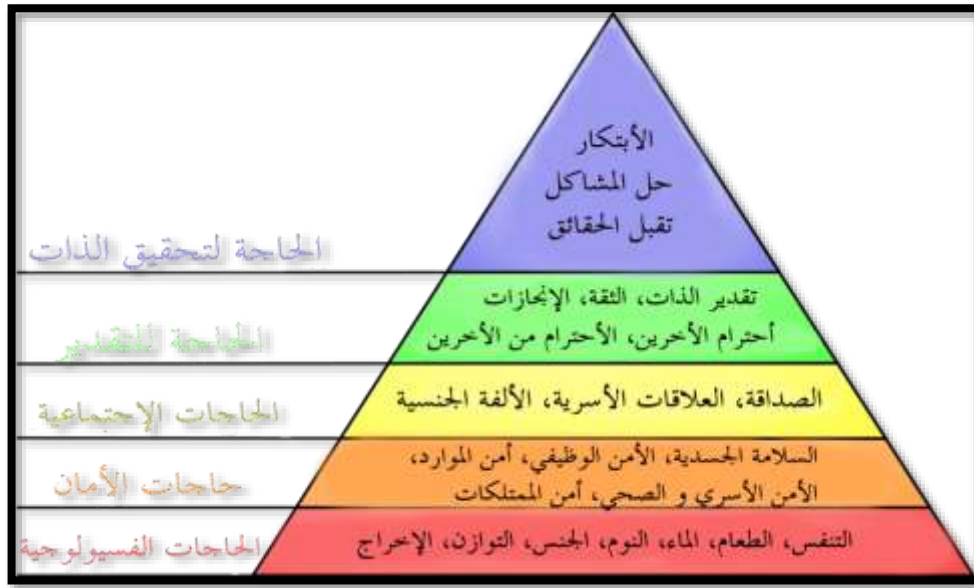 الأبتكار
حل المشاكل
تقبل الحقائق
الحاجة لتحقيق الذات
تقدير الذات، الثقة، الإنجازات
أحترام الأخرين، الأحترام من الأخرين
الحاجة للتقدير
الصداقة، العلاقات الأسرية، الألفة الجنسية
الحاجات الإجتماعية
السلامة الجسدية، الأمن الوظيفي، أمن الموارد،
الأمن الأسري و الصحي، أمن الممتلكات
حاجات الأمان
التنفس، الطعام، الماء، النوم، الجنس، التوازن، الإخراج
الحاجات الفسيولوجية